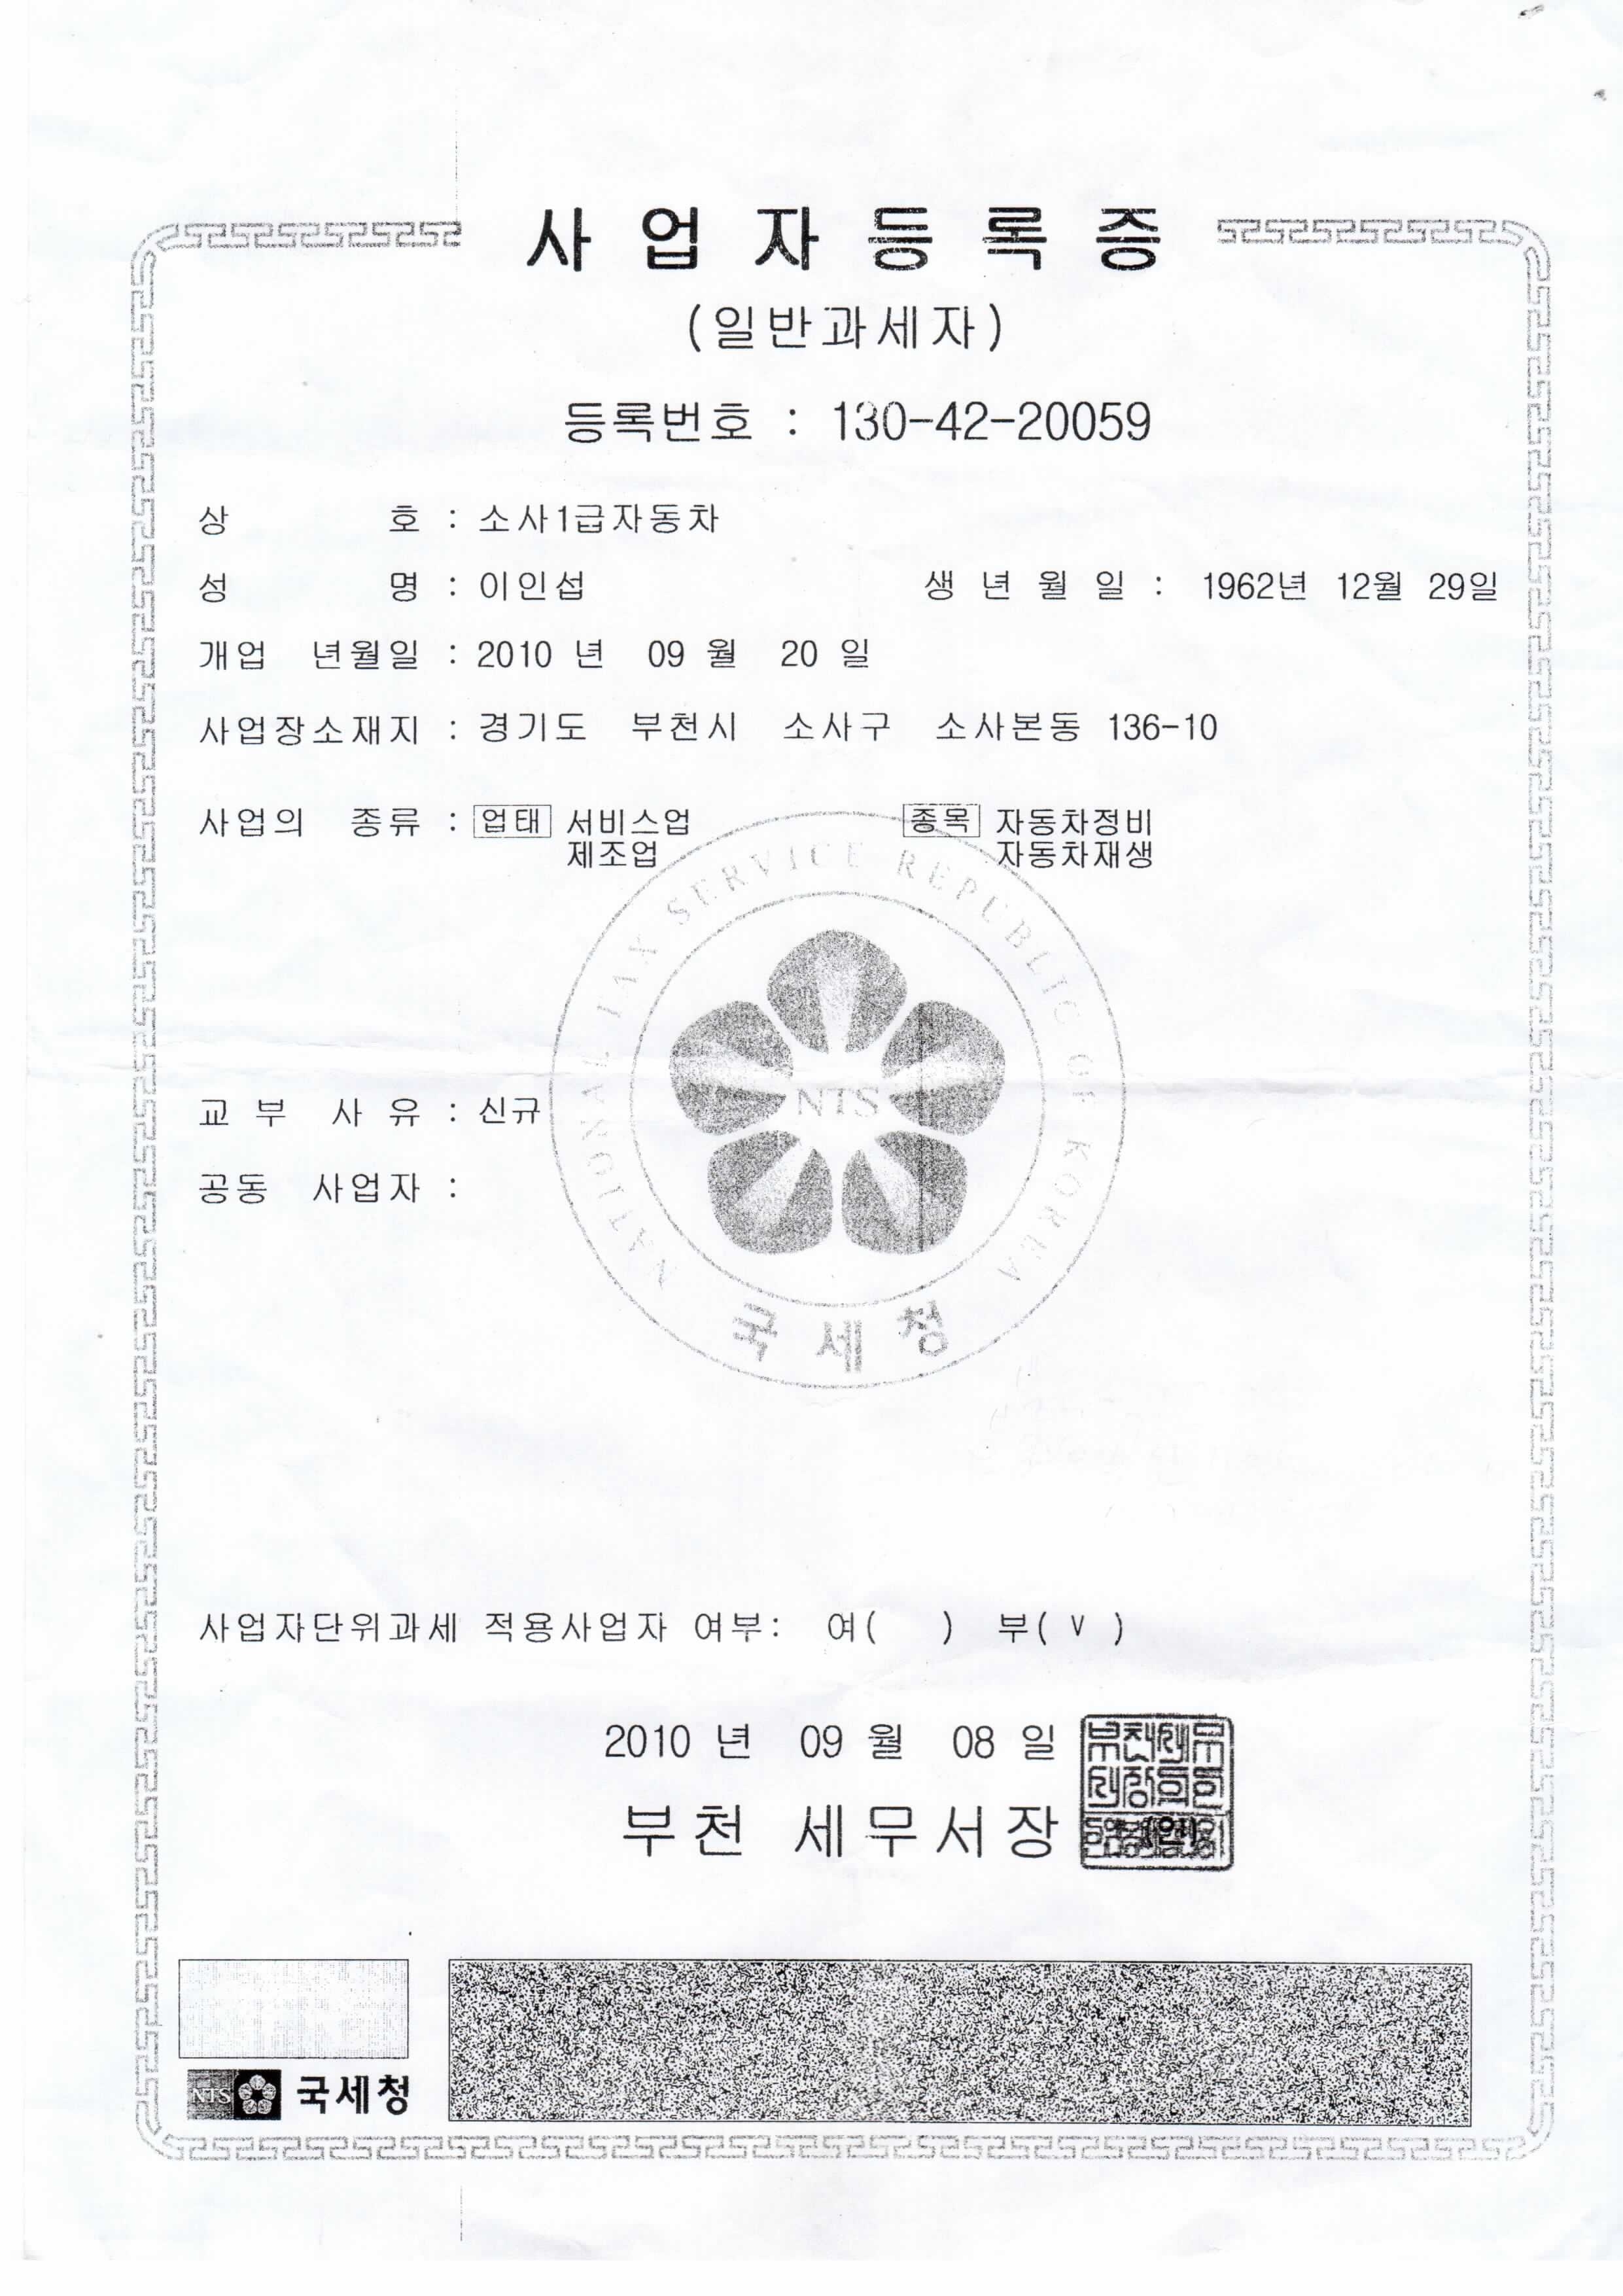 사업자등록증
(일반과세자)
등록번호 : 130-42-20059
상 호 : 소사1급자동차
성 명 : 이인섭 생 년 월 일 : 1962년 12월 29일
개업 년월일 : 2010 년 09 월 20 일
사업장소재지 : 경기도 부천시 소사구 소사본동 136-10
사업의 종류 : 업태 서비스업 종목 자동차정비
제조업 자동차재생
NATIONAL TAX SERVICE REPUBLIC OF KOREA
NTS
교 부 사 유 : 신규
공동 사업자 :
국세청
사업자단위과세 적용사업자 여부: 여( ) 부( v )
2010 년 09 월 08 일
부천 세무서장
(인)
NTS 국세청